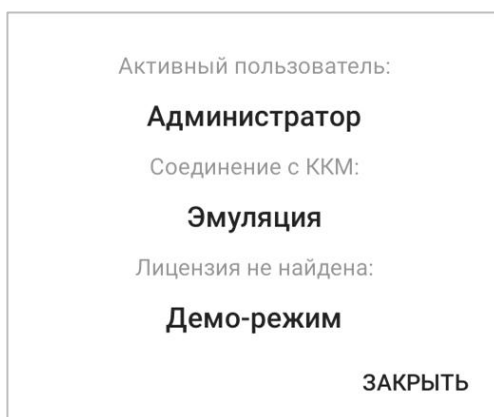 Активный пользователь:
Администратор
Соединение с ККМ:
Эмуляция
Лицензия не найдена:
Демо-режим
ЗАКРЫТЬ